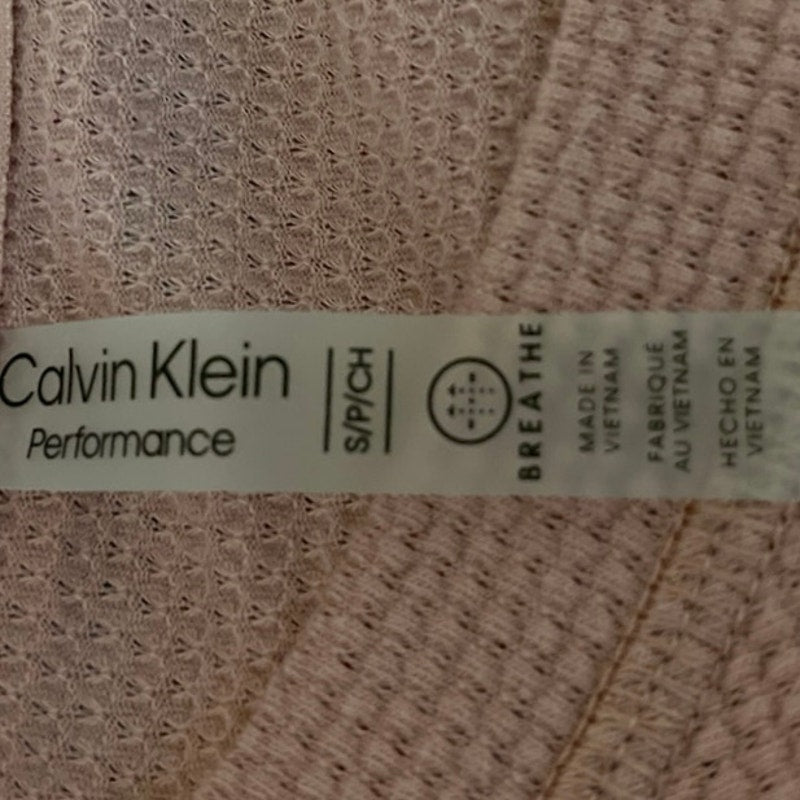 Calvin Klein
Performance
S/P/CH
BREATHE
MADE IN
VIETNAM
FABRIQUÉ
AU VIETNAM
HECHO EN
VIETNAM